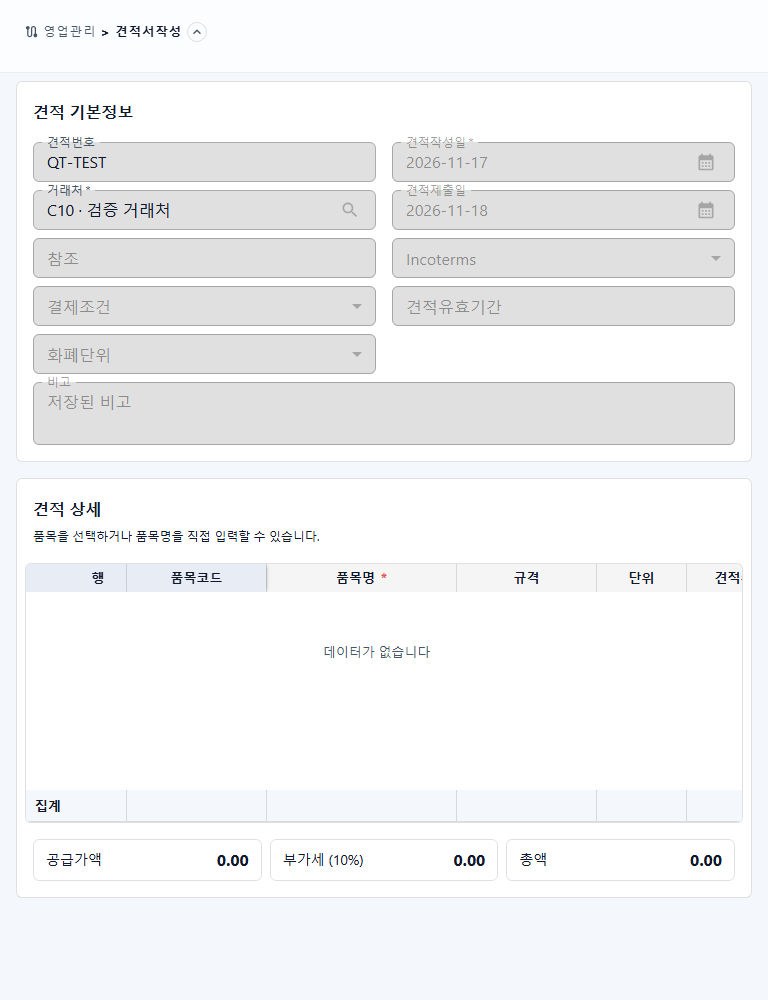 영업관리 > 견적서작성
견적 기본정보
견적번호
QT-TEST
견적작성일 *
2026-11-17
거래처 *
C10 · 검증 거래처
견적제출일
2026-11-18
참조
Incoterms
결제조건
견적유효기간
화폐단위
비고
저장된 비고
견적 상세
품목을 선택하거나 품목명을 직접 입력할 수 있습니다.
행 품목코드 품목명 * 규격 단위 견적
데이터가 없습니다
집계
공급가액 0.00 부가세 (10%) 0.00 총액 0.00